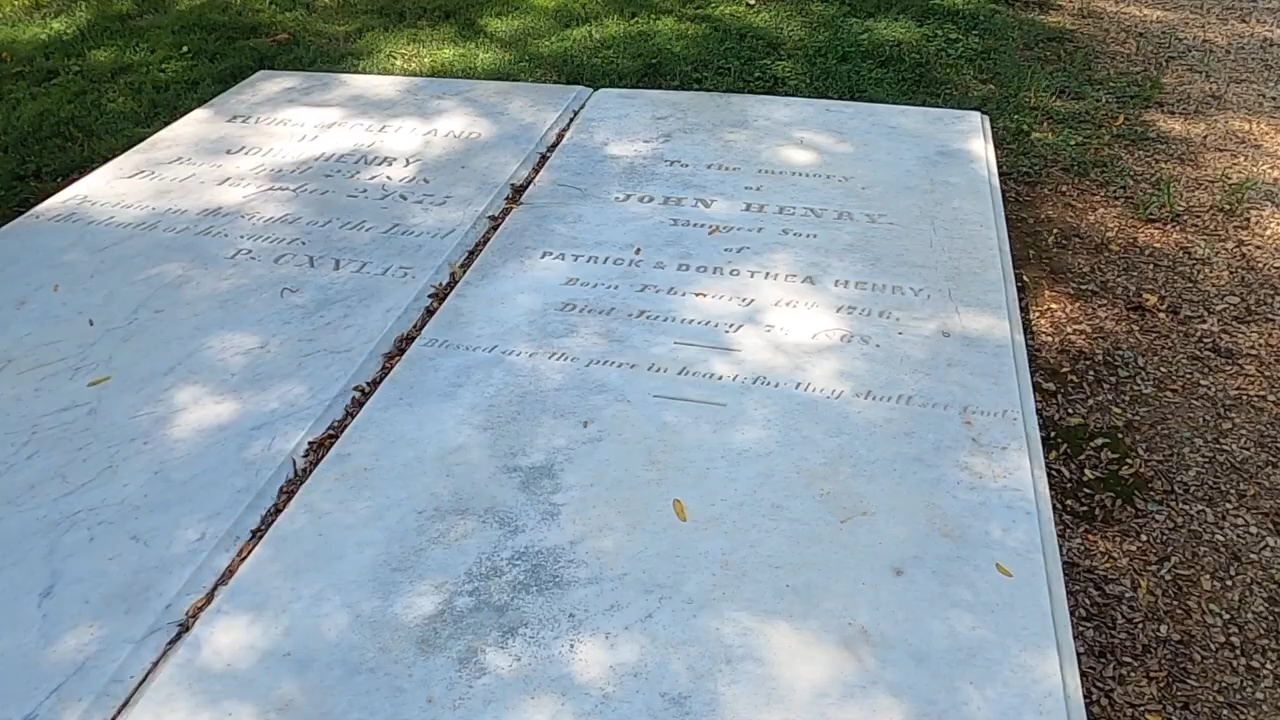 ELVIRA McCLELLAND
of
JOHN HENRY
Born April 23. 1818
Died November 2. 1875
Precious in the sight of the Lord
is the death of his saints
Ps. CXVI.15.
To the memory
of
JOHN HENRY
Youngest Son
of
PATRICK & DOROTHEA HENRY,
Born February 16th 1796.
Died January 7th 1868.
"Blessed are the pure in heart: for they shall see God".